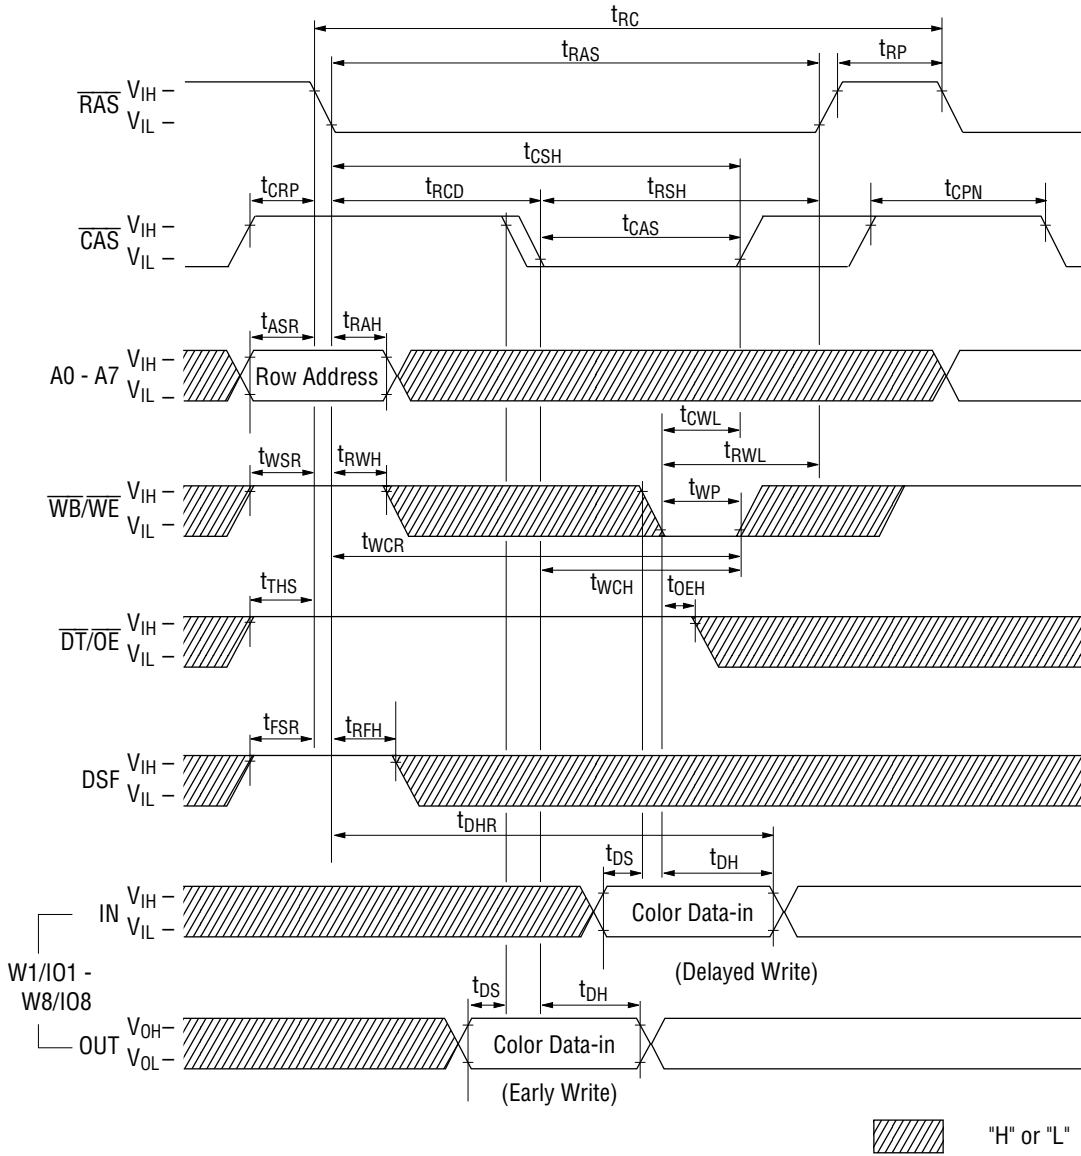 tRC
tRAS
tRP
RAS VIH –
VIL –
tCSH
tCRP
tRCD
tRSH
tCPN
CAS VIH –
VIL –
tCAS
tASR
tRAH
A0 - A7 VIH –
VIL –
Row Address
tCWL
tWSR
tRWH
tRWL
WB/WE VIH –
VIL –
tWP
tWCR
tWCH
tTHS
tOEH
DT/OE VIH –
VIL –
tFSR
tRFH
DSF VIH –
VIL –
tDHR
tDS
tDH
IN VIH –
VIL –
Color Data-in
W1/IO1 -
W8/IO8
(Delayed Write)
tDS
tDH
OUT VOH–
VOL –
Color Data-in
(Early Write)
"H" or "L"